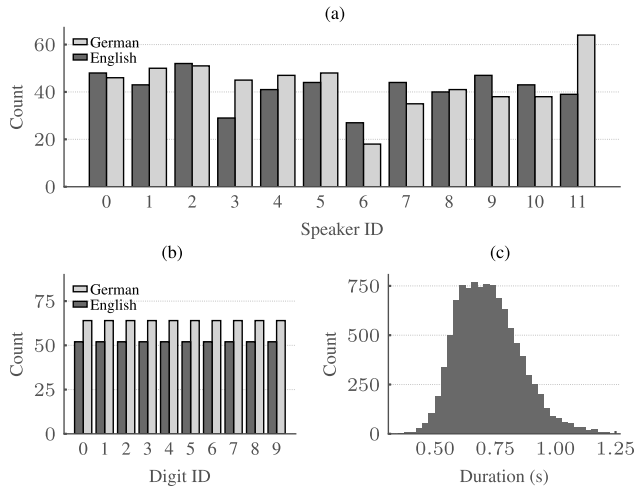 (a)
German
English
60
40
20
0
Count
0 1 2 3 4 5 6 7 8 9 10 11
Speaker ID
(b)
German
English
75
50
25
0
Count
0 1 2 3 4 5 6 7 8 9
Digit ID
(c)
750
500
250
0
Count
0.50 0.75 1.00 1.25
Duration (s)